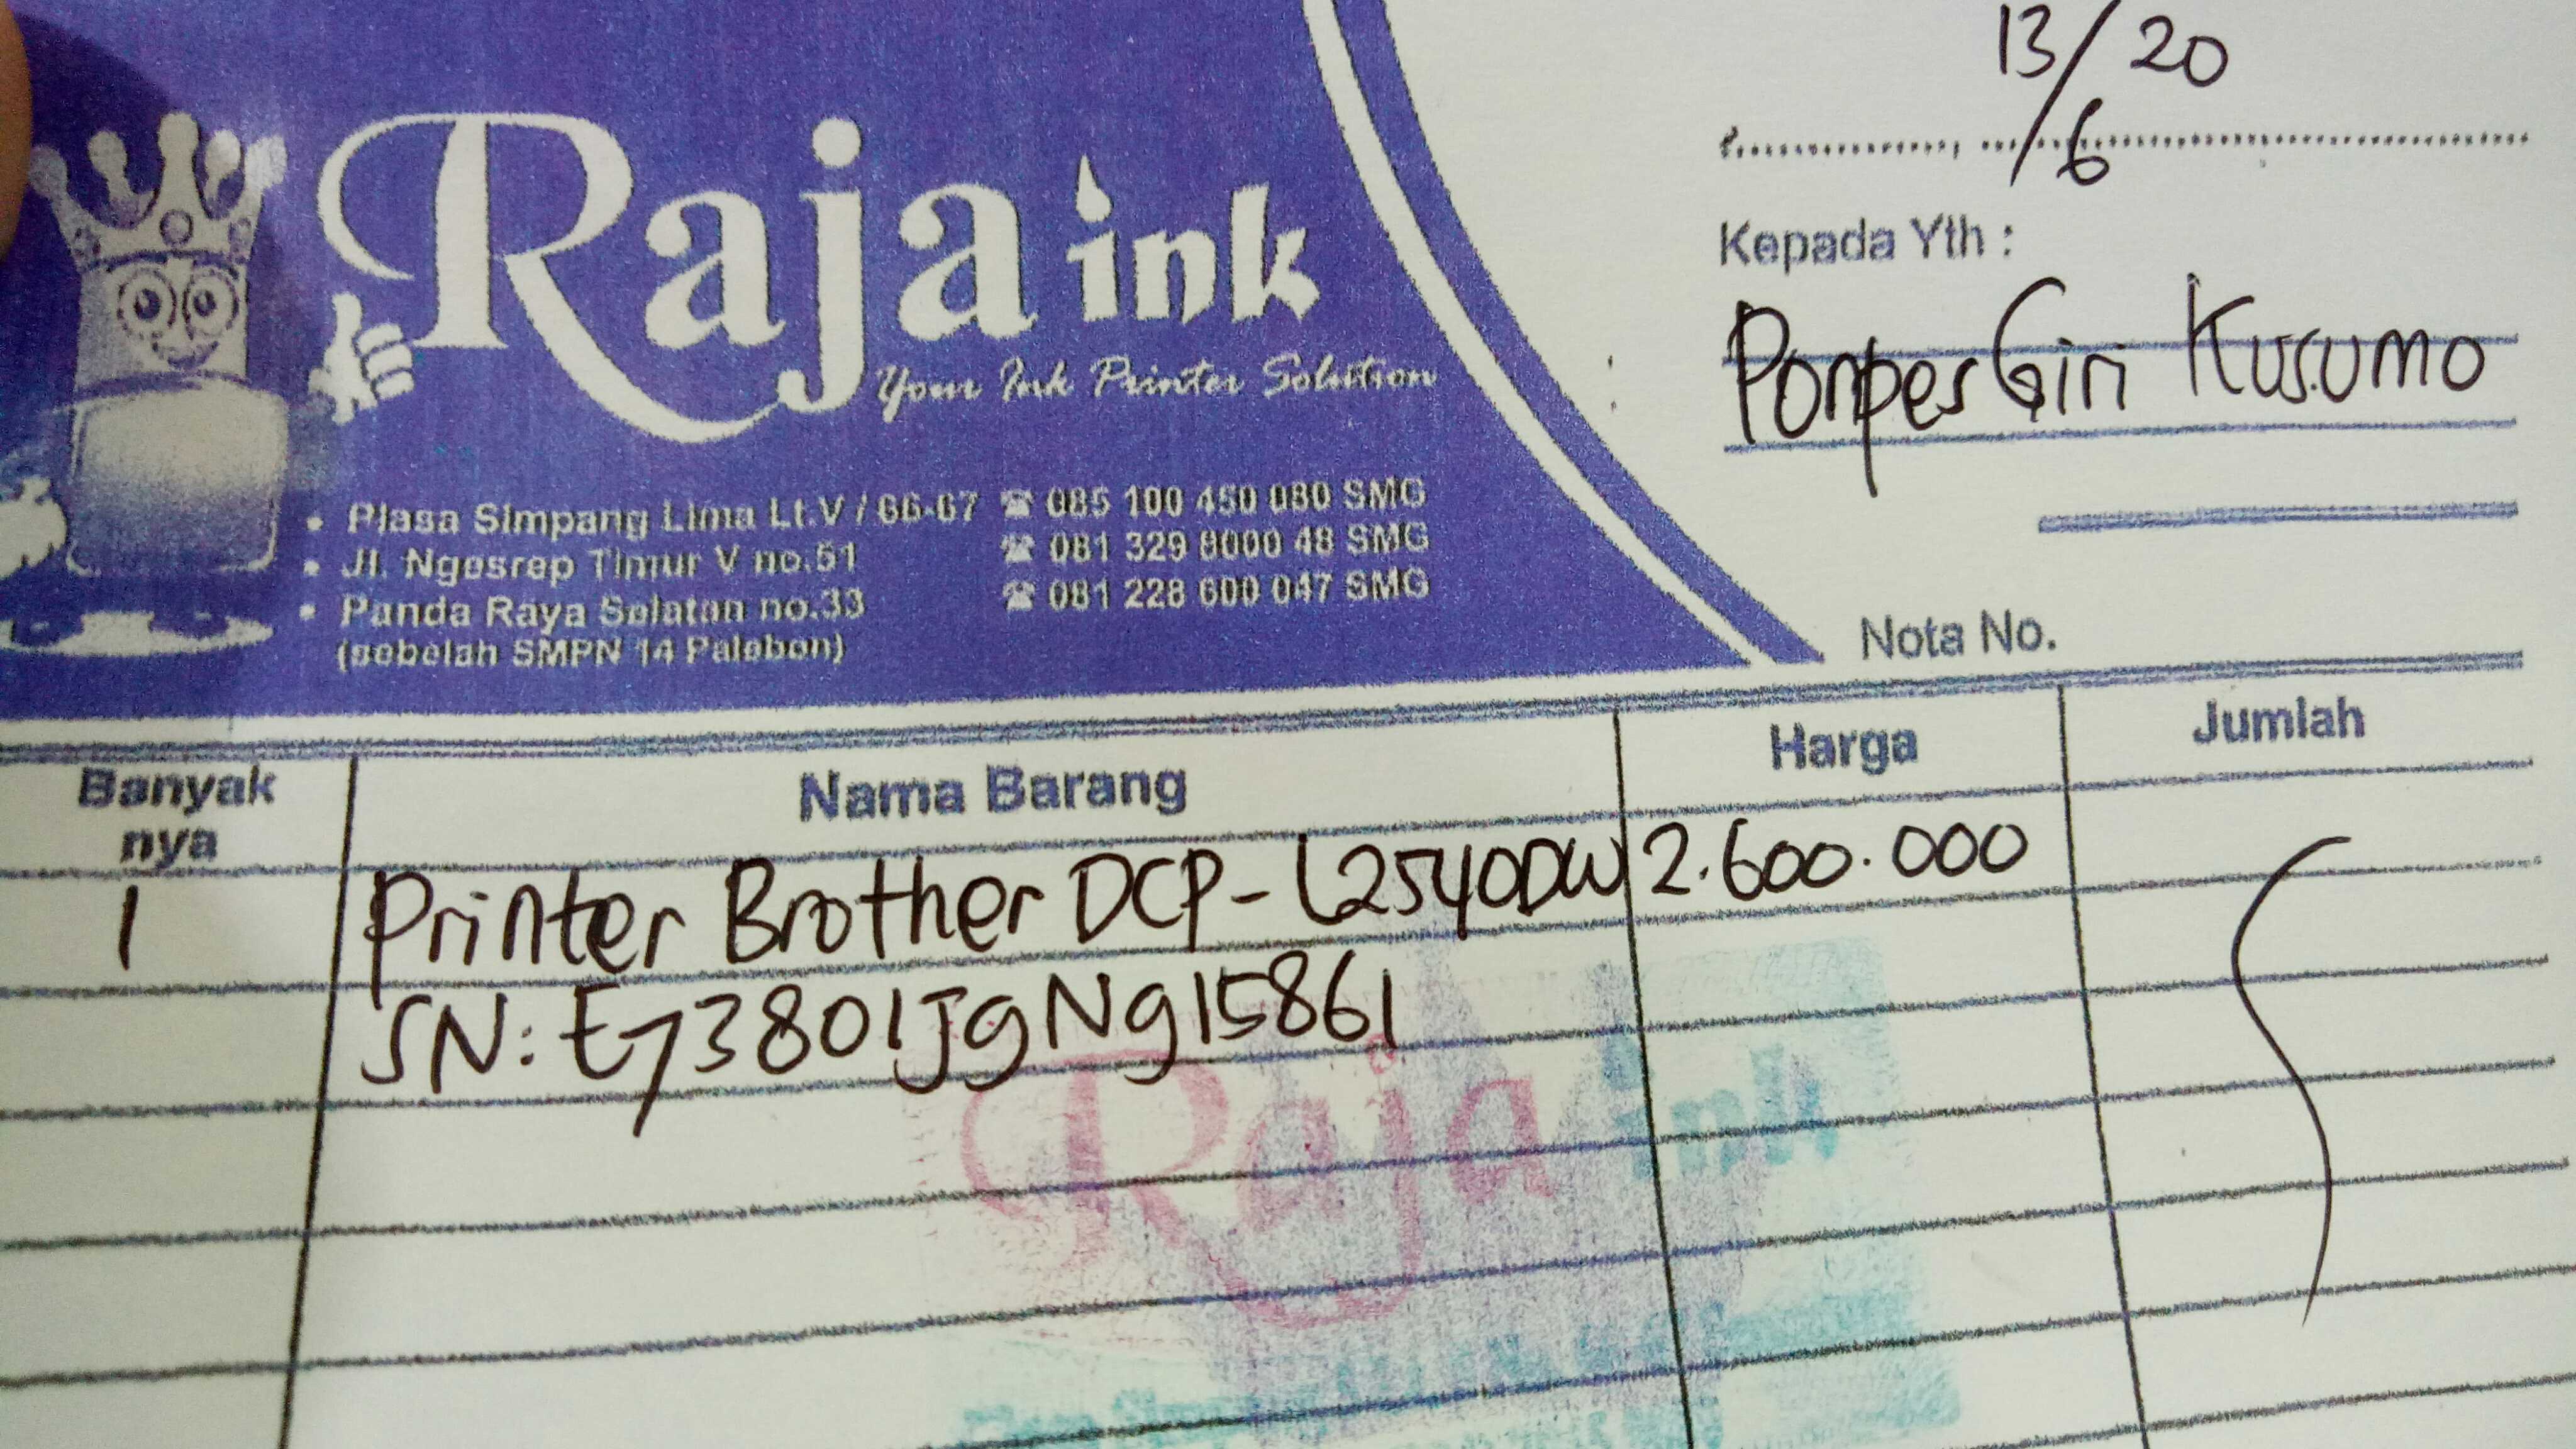 Raja ink
Your Ink Printer Solution
• Plasa Simpang Lima Lt.V / 66-67 ☎ 085 100 450 080 SMG
• Jl. Ngesrep Timur V no.51 ☎ 081 329 8000 48 SMG
• Panda Raya Selatan no.33 ☎ 081 228 600 047 SMG
(sebelah SMPN 14 Palebon)
13/6 20
Kepada Yth :
Ponpes Giri Kusumo
Nota No.
Banyak nya Nama Barang Harga Jumlah
1 Printer Brother DCP-L2540DW 2.600.000
SN: E73801J9N915861
Raja ink